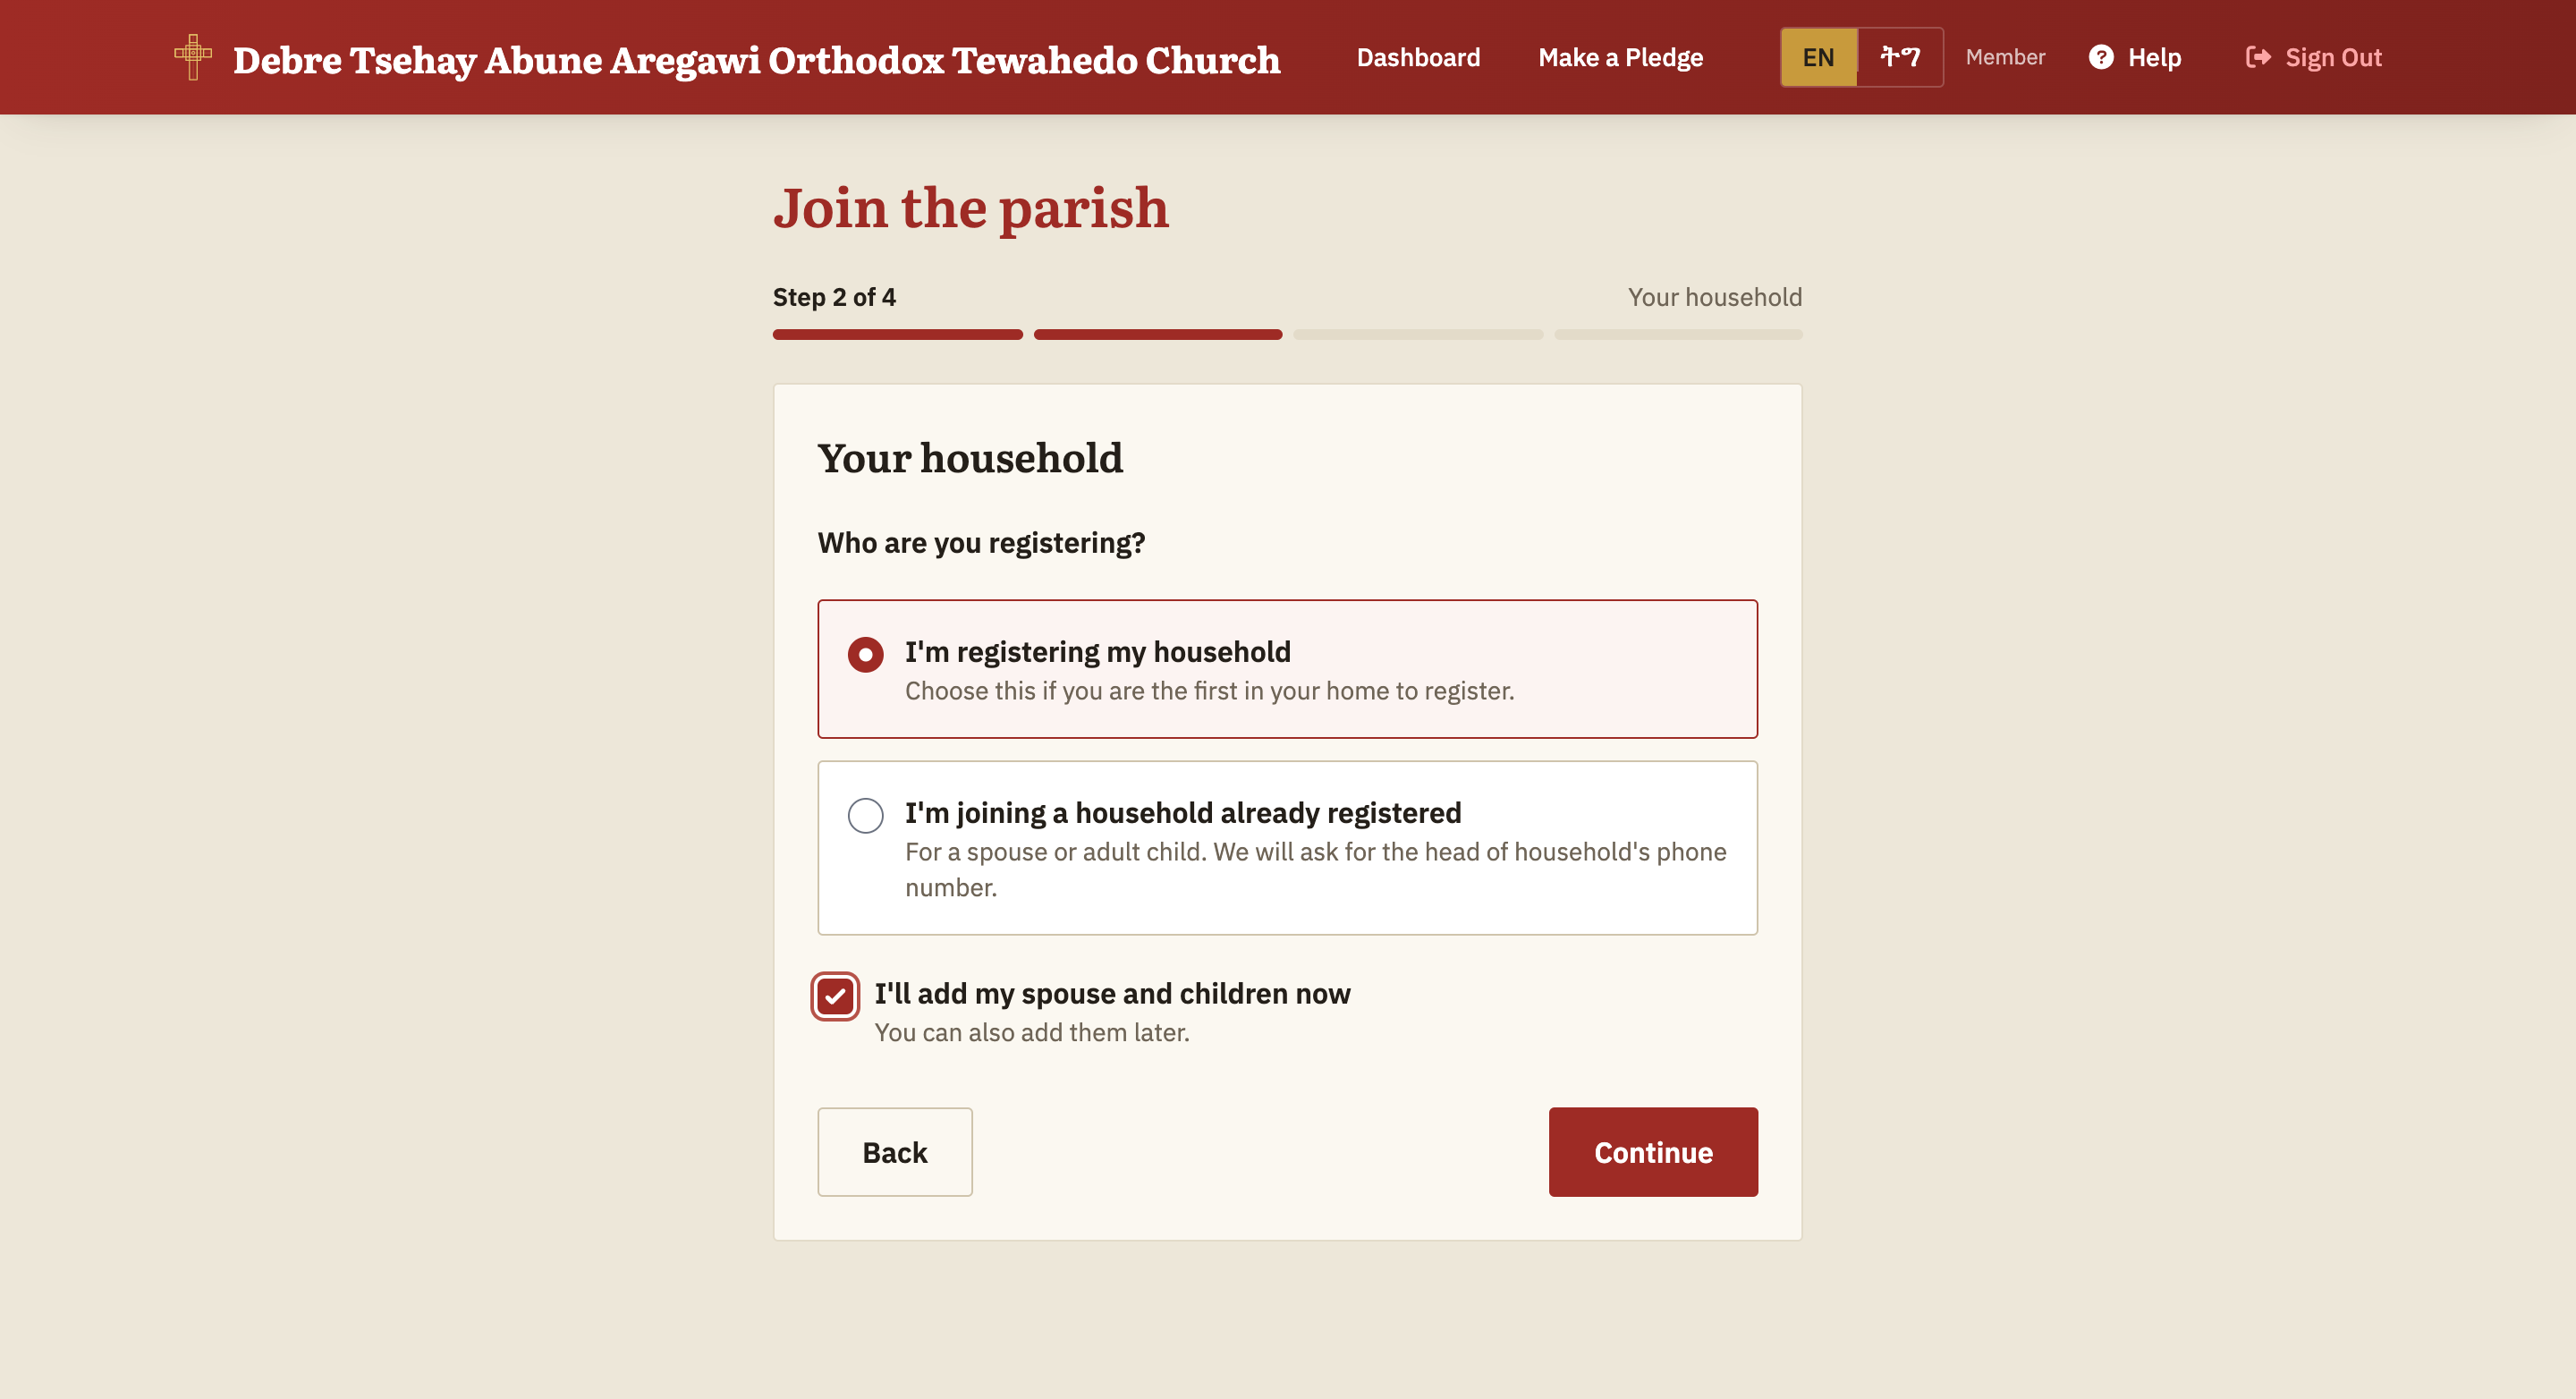 Debre Tsehay Abune Aregawi Orthodox Tewahedo Church
Dashboard
Make a Pledge
EN
ትግ
Member
Help
Sign Out
Join the parish
Step 2 of 4
Your household
Your household
Who are you registering?
I'm registering my household
Choose this if you are the first in your home to register.
I'm joining a household already registered
For a spouse or adult child. We will ask for the head of household's phone
number.
I'll add my spouse and children now
You can also add them later.
Back
Continue